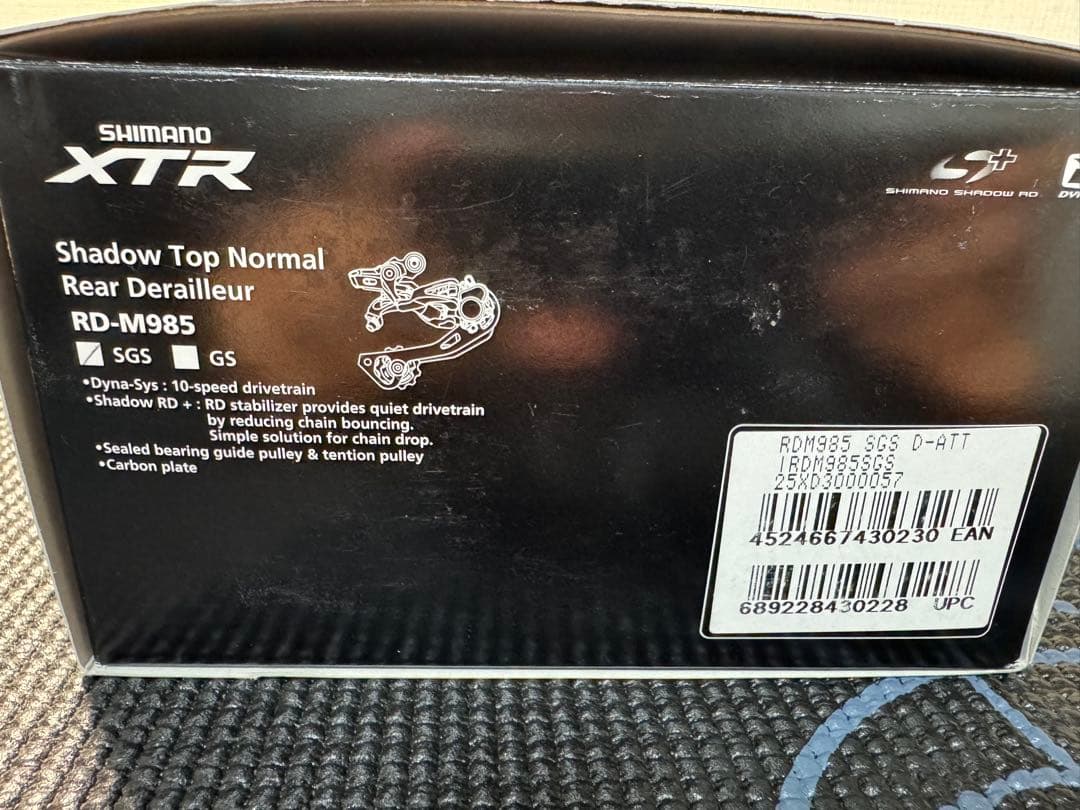 SHIMANO
XTR
SHIMANO SHADOW RD
Shadow Top Normal
Rear Derailleur
RD-M985
SGS GS
•Dyna-Sys : 10-speed drivetrain
•Shadow RD + : RD stabilizer provides quiet drivetrain
by reducing chain bouncing.
Simple solution for chain drop.
•Sealed bearing guide pulley & tention pulley
•Carbon plate
RDM985 SGS D-ATT
IRDM985SGS
25XD3000057
4524667430230 EAN
689228430228 UPC